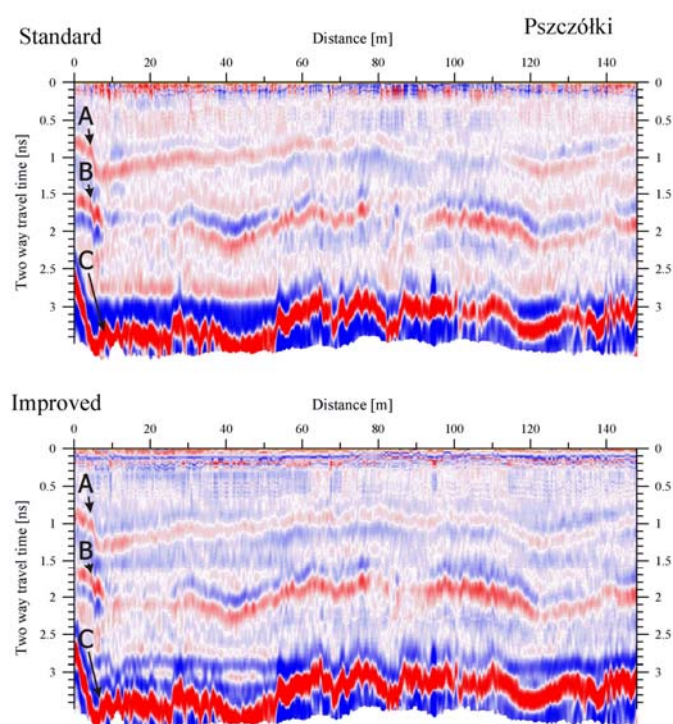 Standard
Pszczółki
Distance [m]
0 20 40 60 80 100 120 140
Two way travel time [ns]
0 0
0.5 0.5
1 1
1.5 1.5
2 2
2.5 2.5
3 3
A
B
C
Improved
Distance [m]
0 20 40 60 80 100 120 140
Two way travel time [ns]
0 0
0.5 0.5
1 1
1.5 1.5
2 2
2.5 2.5
3 3
A
B
C